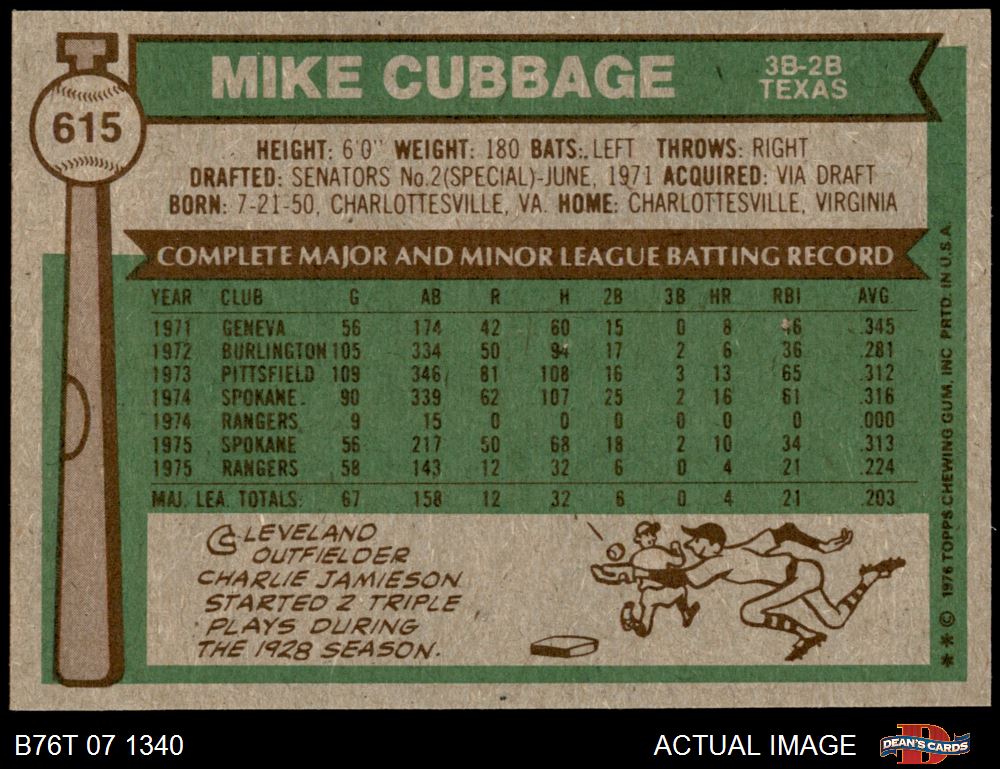 MIKE CUBBAGE
3B-2B
TEXAS
615
HEIGHT: 6'0" WEIGHT: 180 BATS: LEFT THROWS: RIGHT
DRAFTED: SENATORS No.2(SPECIAL)-JUNE, 1971 ACQUIRED: VIA DRAFT
BORN: 7-21-50, CHARLOTTESVILLE, VA. HOME: CHARLOTTESVILLE, VIRGINIA
COMPLETE MAJOR AND MINOR LEAGUE BATTING RECORD
YEAR CLUB G AB R H 2B 3B HR RBI AVG.
1971 GENEVA 56 174 42 60 15 0 8 46 .345
1972 BURLINGTON 105 334 50 94 17 2 6 36 .281
1973 PITTSFIELD 109 346 81 108 16 3 13 65 .312
1974 SPOKANE 90 339 62 107 25 2 16 61 .316
1974 RANGERS 9 15 0 0 0 0 0 0 .000
1975 SPOKANE 56 217 50 68 18 2 10 34 .313
1975 RANGERS 58 143 12 32 6 0 4 21 .224
MAJ. LEA. TOTALS: 67 158 12 32 6 0 4 21 .203
CLEVELAND
OUTFIELDER
CHARLIE JAMIESON
STARTED 2 TRIPLE
PLAYS DURING
THE 1928 SEASON.
* * © 1976 TOPPS CHEWING GUM, INC PRTD. IN U.S.A.
B76T 07 1340
ACTUAL IMAGE
B
DEAN'S CARDS